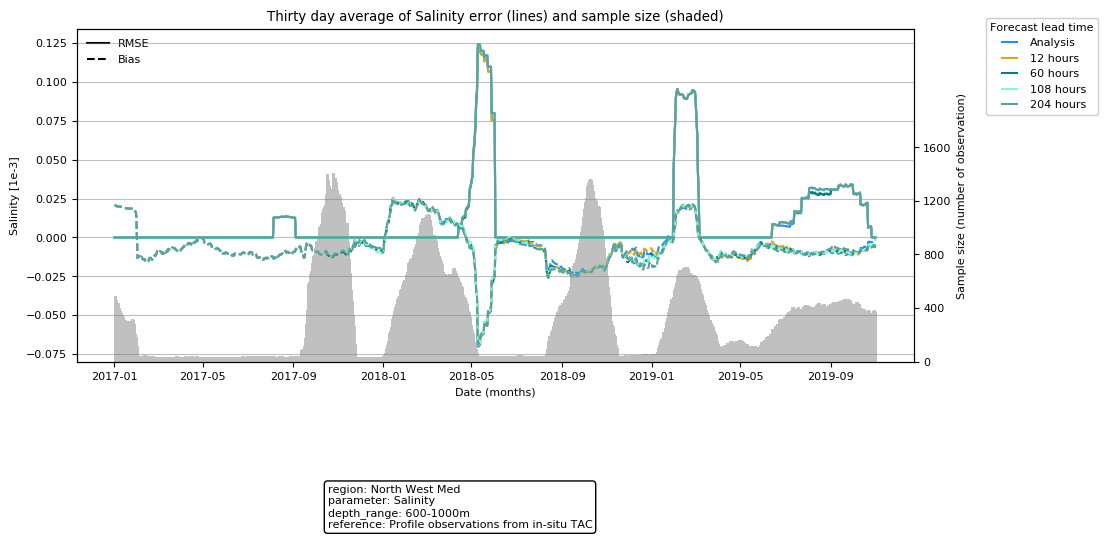 Thirty day average of Salinity error (lines) and sample size (shaded)
RMSE
Bias
Forecast lead time
Analysis
12 hours
60 hours
108 hours
204 hours
0.125
0.100
0.075
0.050
0.025
0.000
−0.025
−0.050
−0.075
Salinity [1e-3]
1600
1200
800
400
0
Sample size (number of observation)
2017-01 2017-05 2017-09 2018-01 2018-05 2018-09 2019-01 2019-05 2019-09
Date (months)
region: North West Med
parameter: Salinity
depth_range: 600-1000m
reference: Profile observations from in-situ TAC